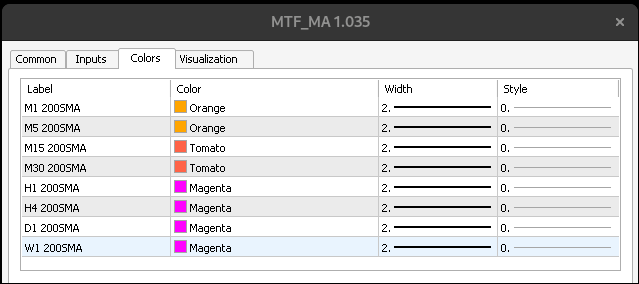 MTF_MA 1.035
Common Inputs Colors Visualization
Label Color Width Style
M1 200SMA Orange 2. 0.
M5 200SMA Orange 2. 0.
M15 200SMA Tomato 2. 0.
M30 200SMA Tomato 2. 0.
H1 200SMA Magenta 2. 0.
H4 200SMA Magenta 2. 0.
D1 200SMA Magenta 2. 0.
W1 200SMA Magenta 2. 0.